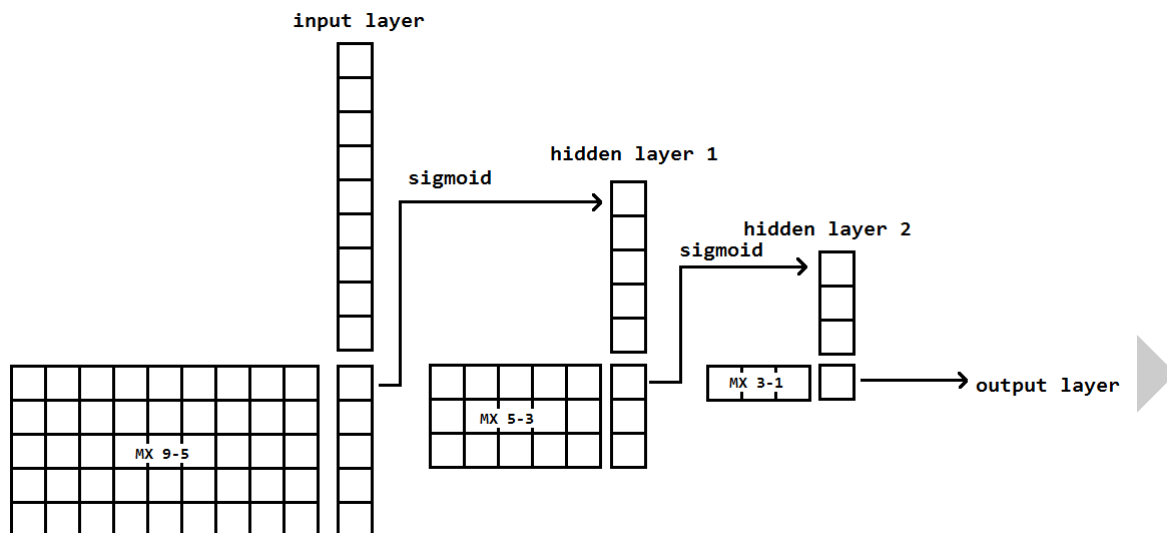 input layer
hidden layer 1
sigmoid
hidden layer 2
sigmoid
MX 9-5
MX 5-3
MX 3-1
output layer